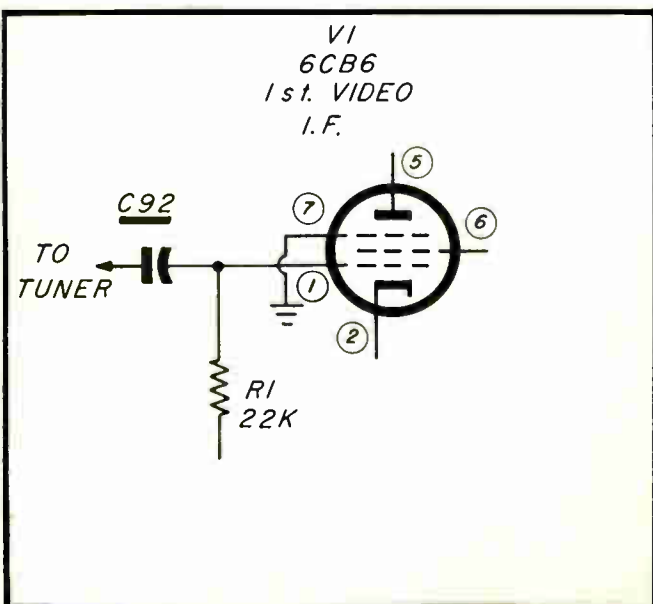 V1
6CB6
1st. VIDEO
I.F.
5
C92
7
6
TO
TUNER
1
2
R1
22K